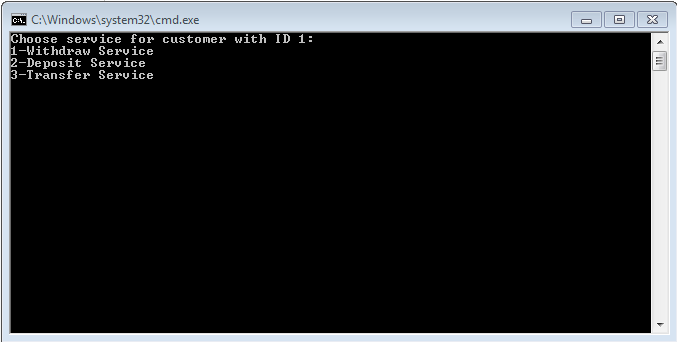 C:\Windows\system32\cmd.exe
Choose service for customer with ID 1:
1-Withdraw Service
2-Deposit Service
3-Transfer Service